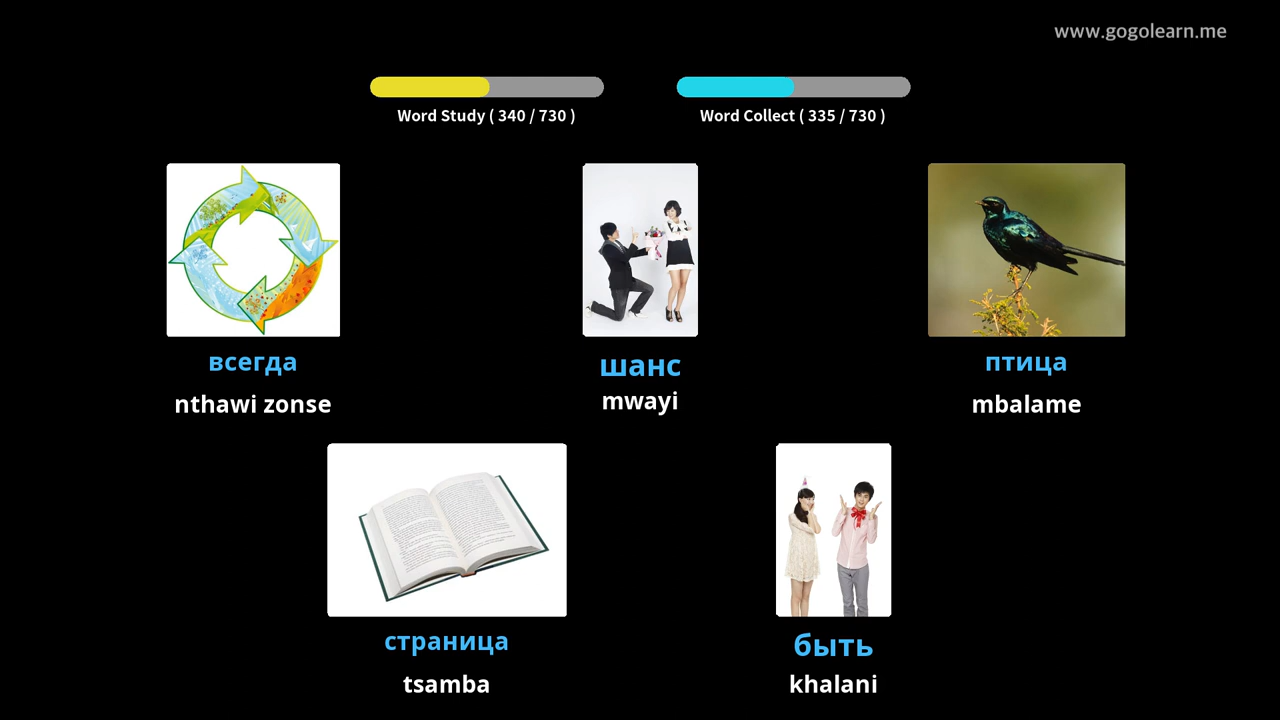 www.gogolearn.me
Word Study ( 340 / 730 )
Word Collect ( 335 / 730 )
всегда
nthawi zonse
шанс
mwayi
птица
mbalame
страница
tsamba
быть
khalani